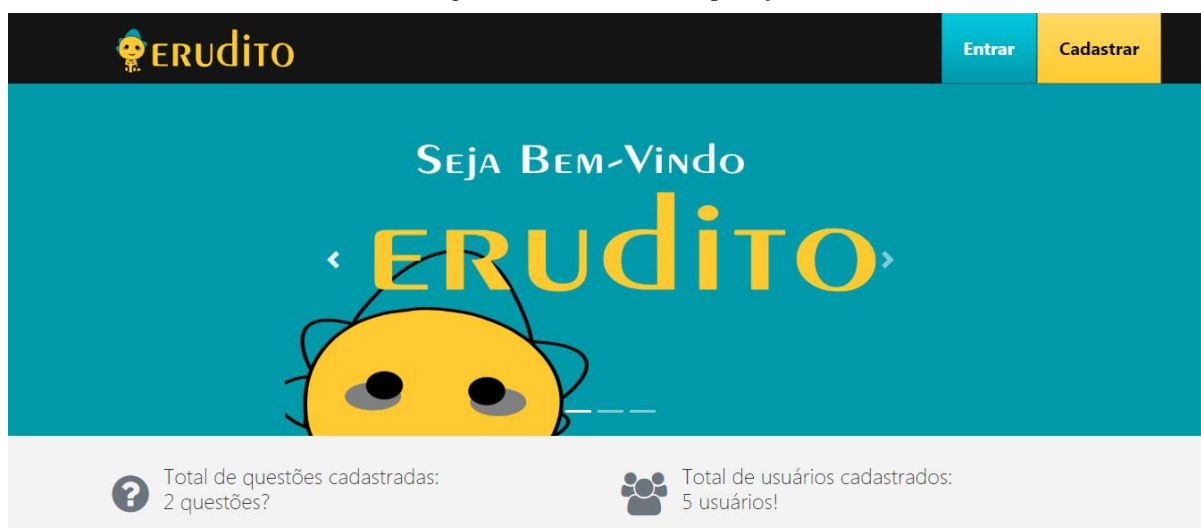 ERUdiTO
Entrar
Cadastrar
SEjA BEM-ViNdo
ERUdiTO
Total de questões cadastradas:
2 questões?
Total de usuários cadastrados:
5 usuários!